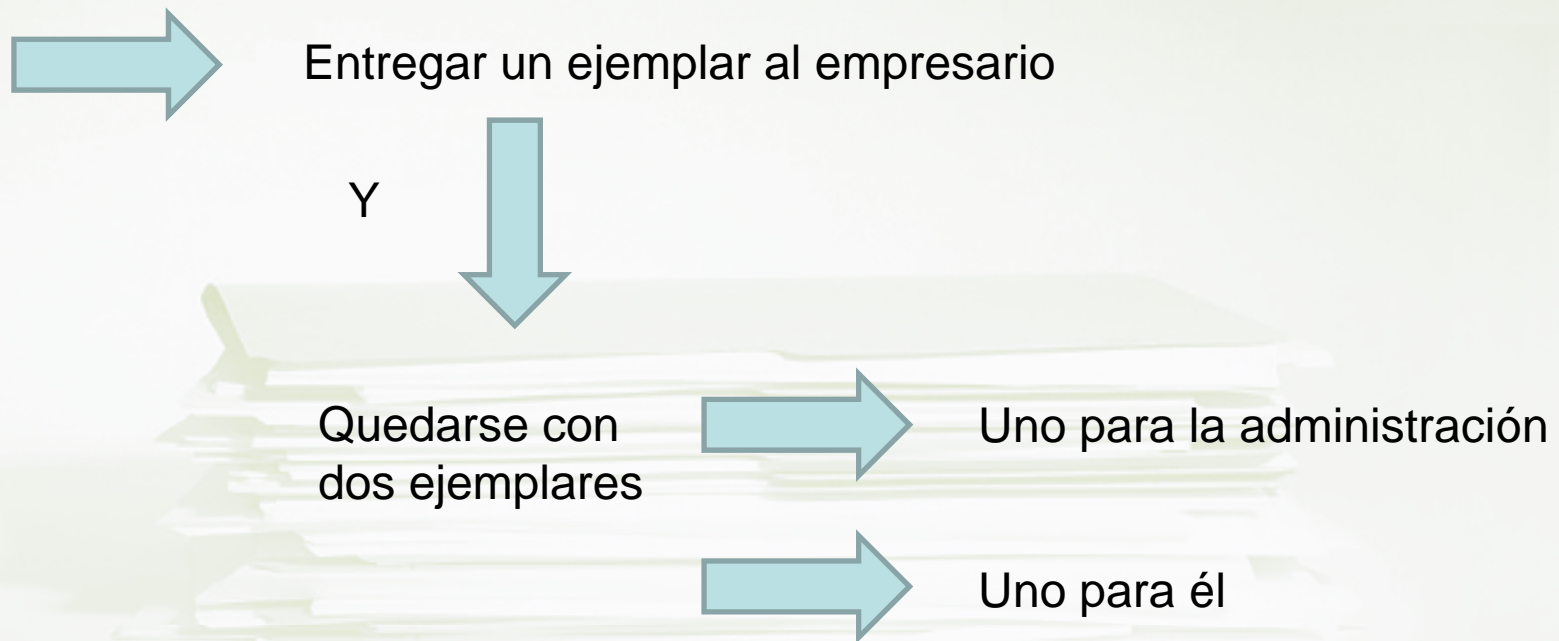 Entregar un ejemplar al empresario
Y
Quedarse con
dos ejemplares
Uno para la administración
Uno para él